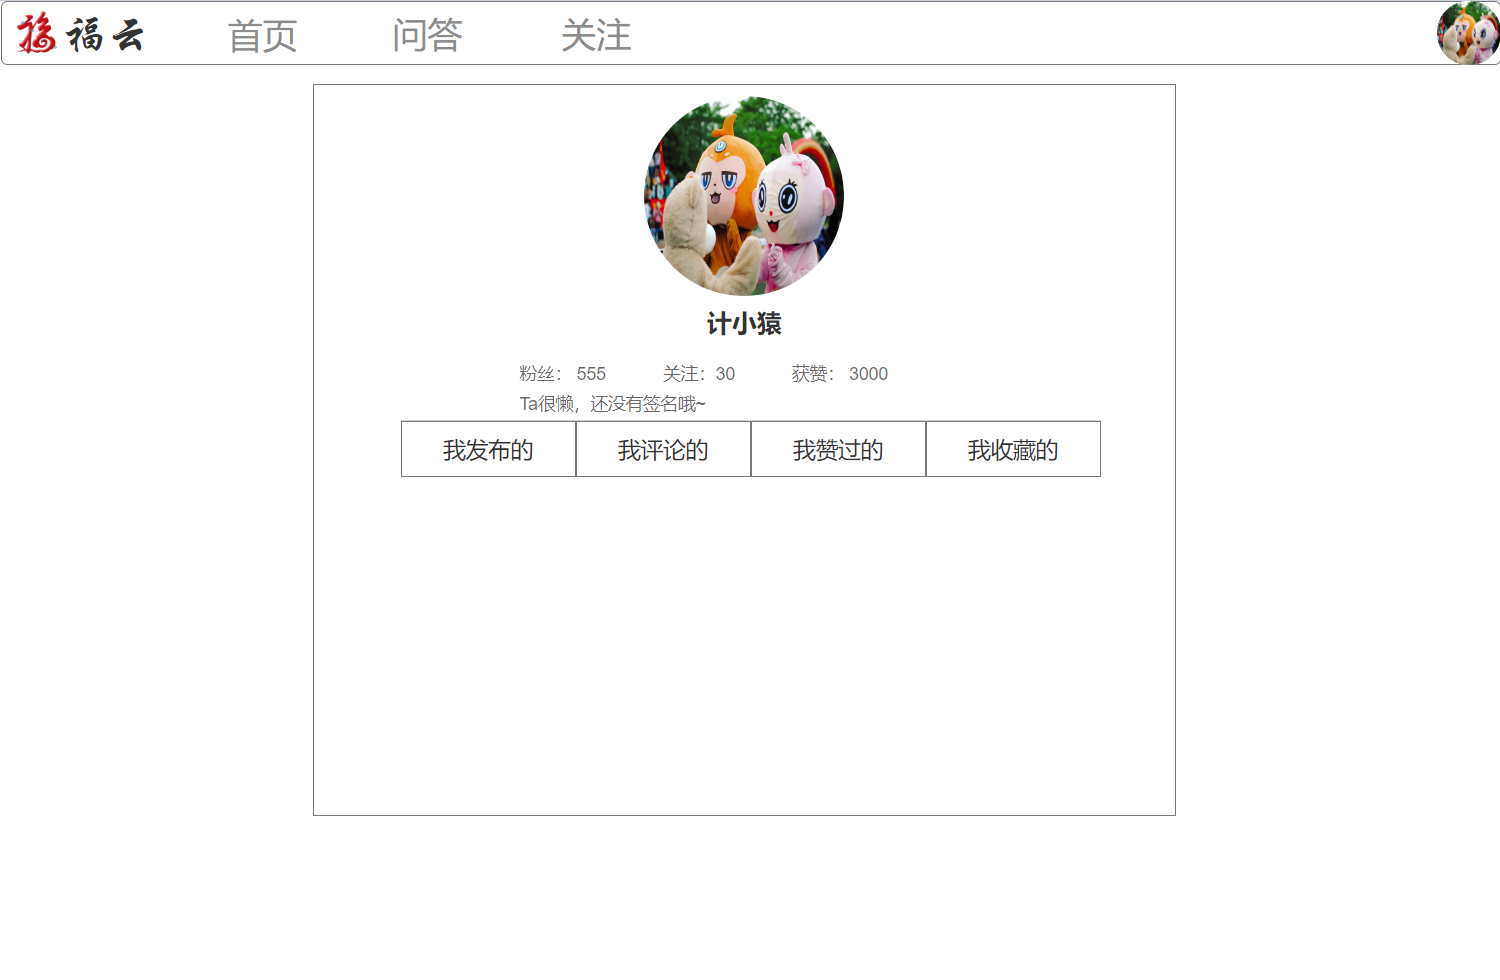 福 福云 首页 问答 关注
计小猿
粉丝： 555 关注：30 获赞： 3000
Ta很懒，还没有签名哦~
我发布的 我评论的 我赞过的 我收藏的